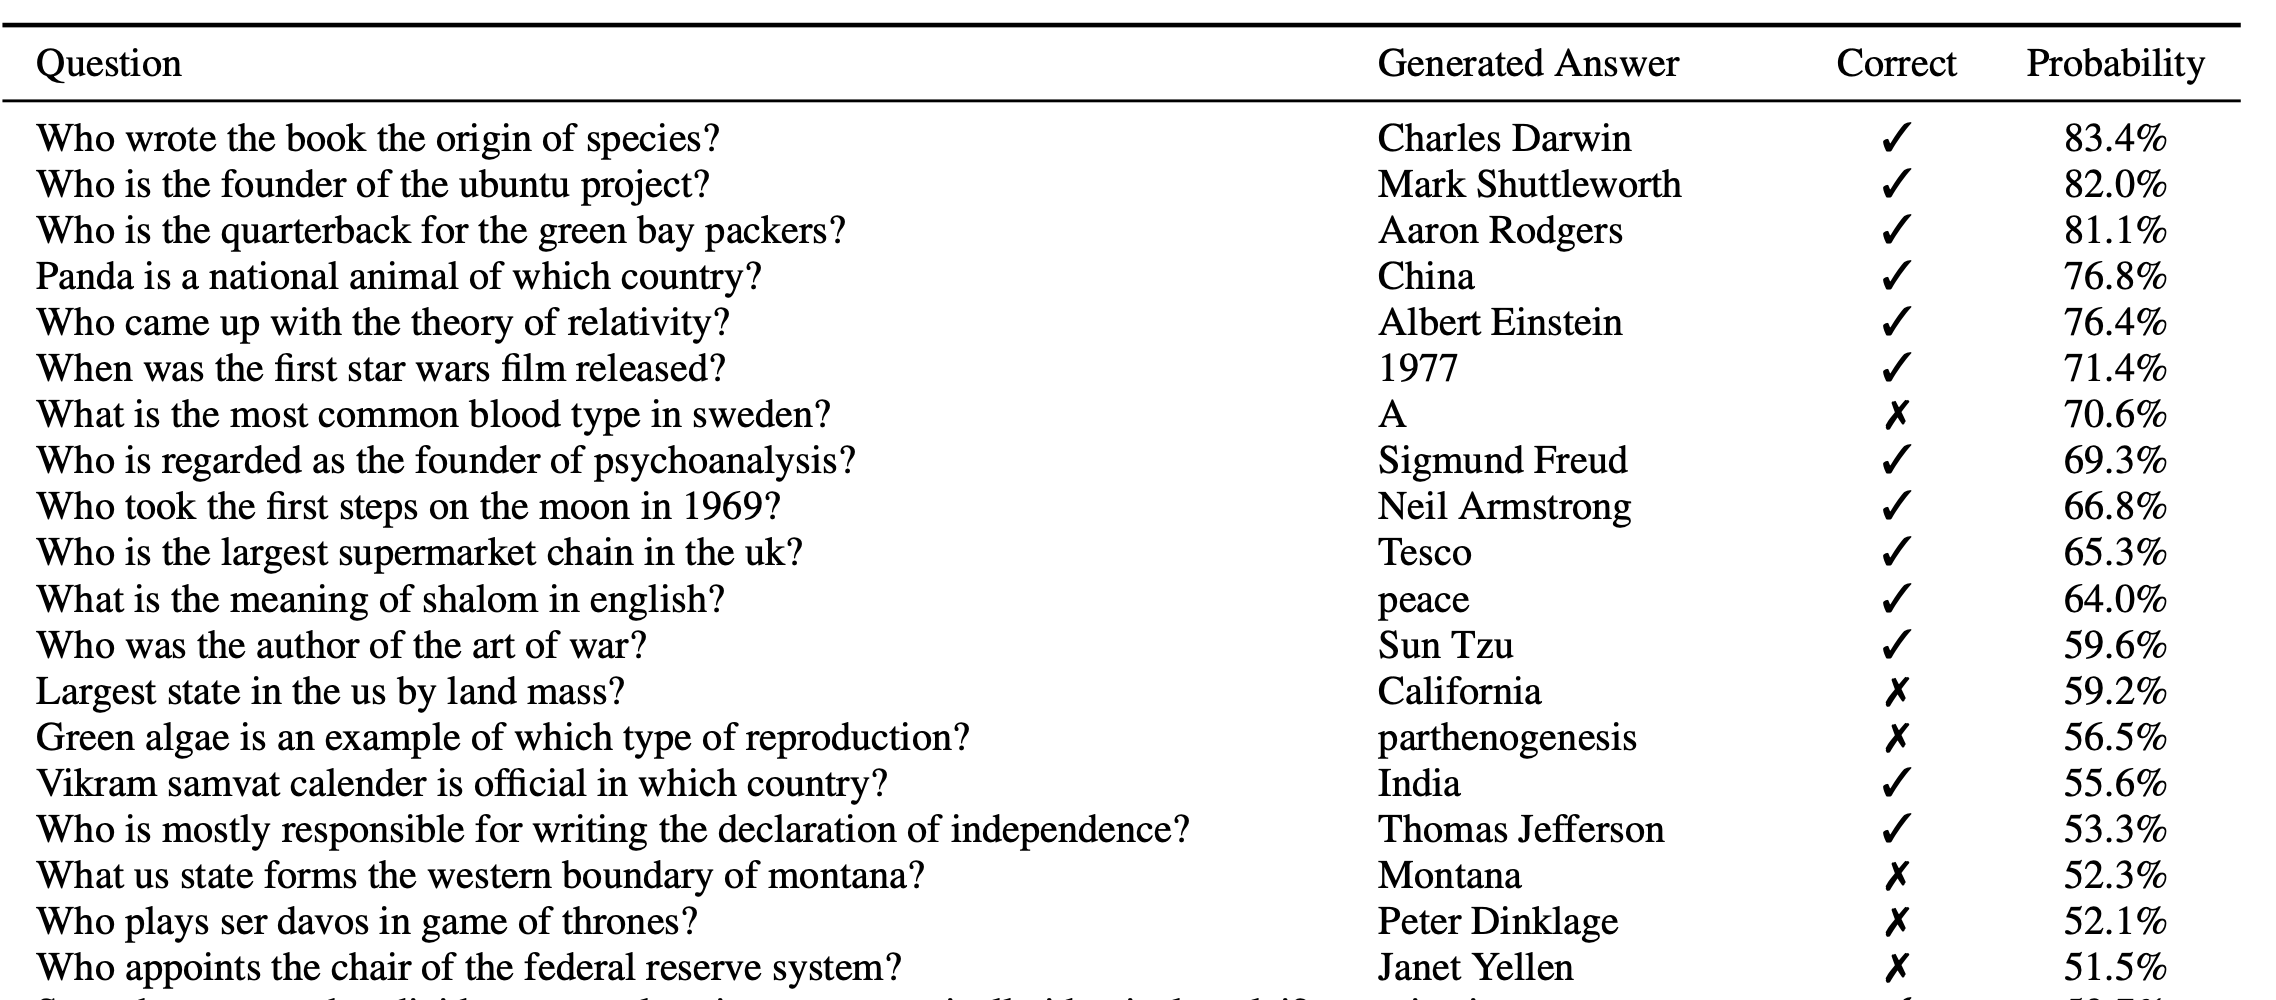 Question Generated Answer Correct Probability
Who wrote the book the origin of species? Charles Darwin ✓ 83.4%
Who is the founder of the ubuntu project? Mark Shuttleworth ✓ 82.0%
Who is the quarterback for the green bay packers? Aaron Rodgers ✓ 81.1%
Panda is a national animal of which country? China ✓ 76.8%
Who came up with the theory of relativity? Albert Einstein ✓ 76.4%
When was the first star wars film released? 1977 ✓ 71.4%
What is the most common blood type in sweden? A ✗ 70.6%
Who is regarded as the founder of psychoanalysis? Sigmund Freud ✓ 69.3%
Who took the first steps on the moon in 1969? Neil Armstrong ✓ 66.8%
Who is the largest supermarket chain in the uk? Tesco ✓ 65.3%
What is the meaning of shalom in english? peace ✓ 64.0%
Who was the author of the art of war? Sun Tzu ✓ 59.6%
Largest state in the us by land mass? California ✗ 59.2%
Green algae is an example of which type of reproduction? parthenogenesis ✗ 56.5%
Vikram samvat calender is official in which country? India ✓ 55.6%
Who is mostly responsible for writing the declaration of independence? Thomas Jefferson ✓ 53.3%
What us state forms the western boundary of montana? Montana ✗ 52.3%
Who plays ser davos in game of thrones? Peter Dinklage ✗ 52.1%
Who appoints the chair of the federal reserve system? Janet Yellen ✗ 51.5%